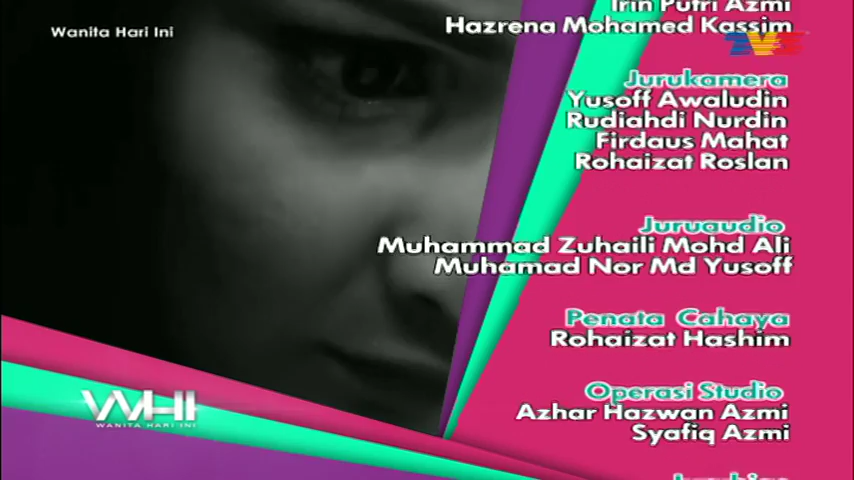 Wanita Hari Ini
Irin Putri Azmi
Hazrena Mohamed Kassim
TV3
Jurukamera
Yusoff Awaludin
Rudiahdi Nurdin
Firdaus Mahat
Rohaizat Roslan
Juruaudio
Muhammad Zuhaili Mohd Ali
Muhamad Nor Md Yusoff
Penata Cahaya
Rohaizat Hashim
Operasi Studio
Azhar Hazwan Azmi
Syafiq Azmi
WHI
WANITA HARI INI